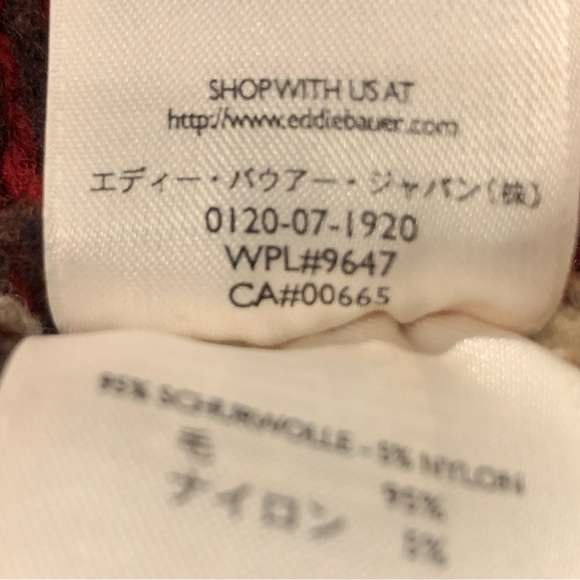 SHOP WITH US AT
http://www.eddiebauer.com
エディー・バウアー・ジャパン(株)
0120-07-1920
WPL#9647
CA#00665
95% SCHURWOLLE - 5% NYLON
毛 95%
ナイロン 5%